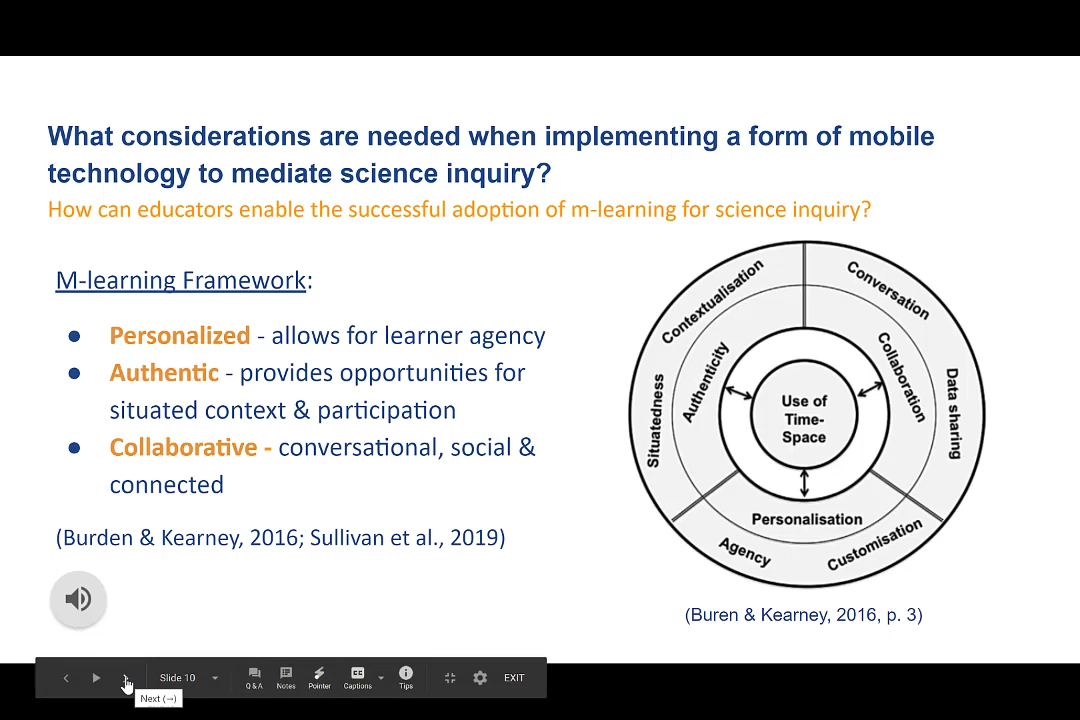 What considerations are needed when implementing a form of mobile
technology to mediate science inquiry?
How can educators enable the successful adoption of m-learning for science inquiry?
M-learning Framework:
● Personalized - allows for learner agency
● Authentic - provides opportunities for
situated context & participation
● Collaborative - conversational, social &
connected
(Burden & Kearney, 2016; Sullivan et al., 2019)
Contextualisation
Conversation
Situatedness
Authenticity
Collaboration
Data sharing
Use of
Time-
Space
Personalisation
Agency
Customisation
(Buren & Kearney, 2016, p. 3)
Slide 10
Q & A
Notes
Pointer
CC
Captions
Tips
EXIT
Next (→)